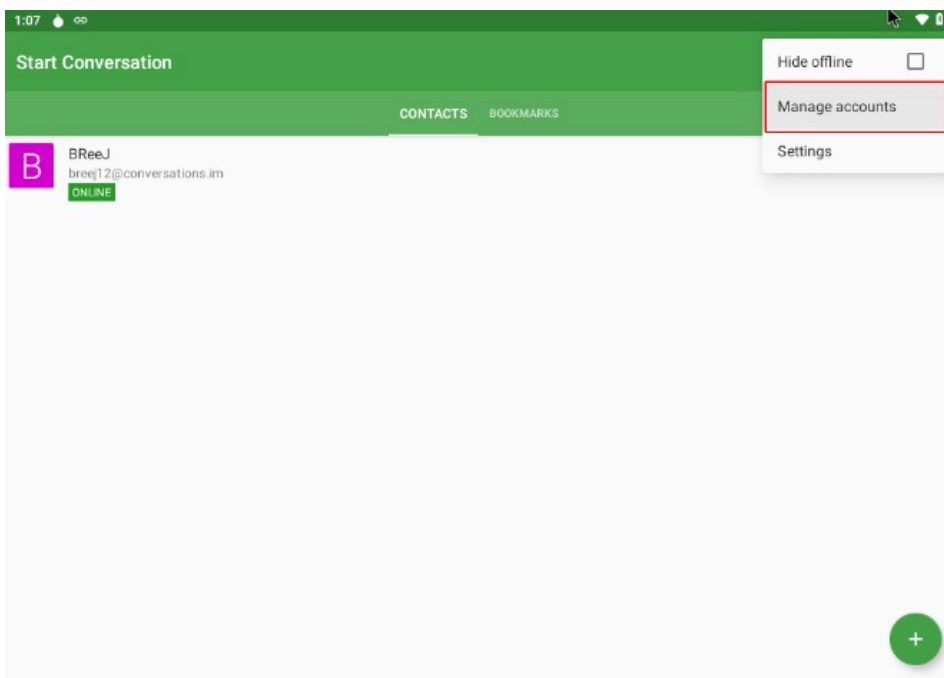 1:07
Start Conversation
Hide offline
Manage accounts
Settings
CONTACTS BOOKMARKS
B
BReeJ
breej12@conversations.im
ONLINE
+